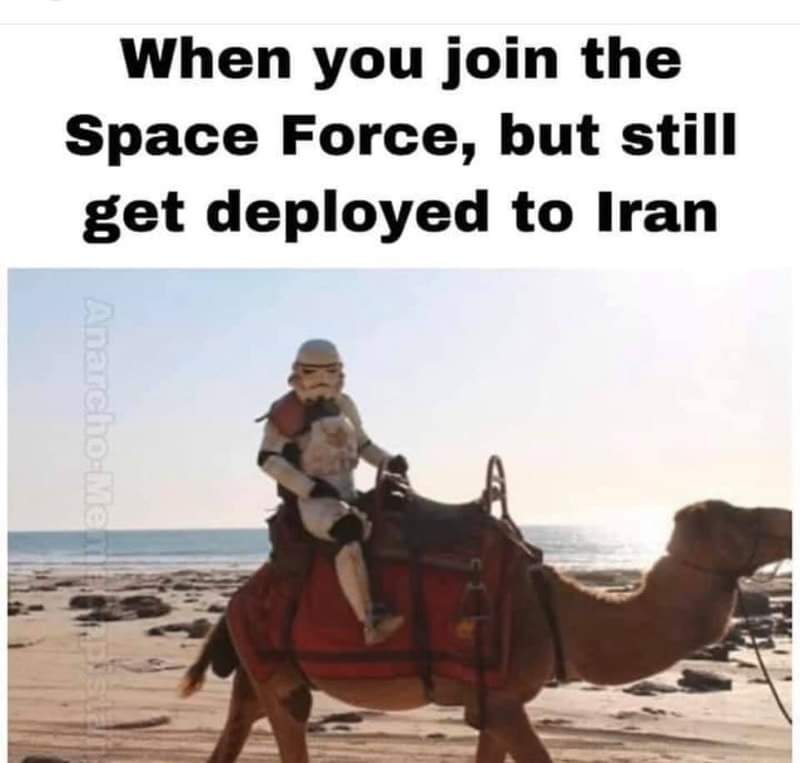 When you join the
Space Force, but still
get deployed to Iran